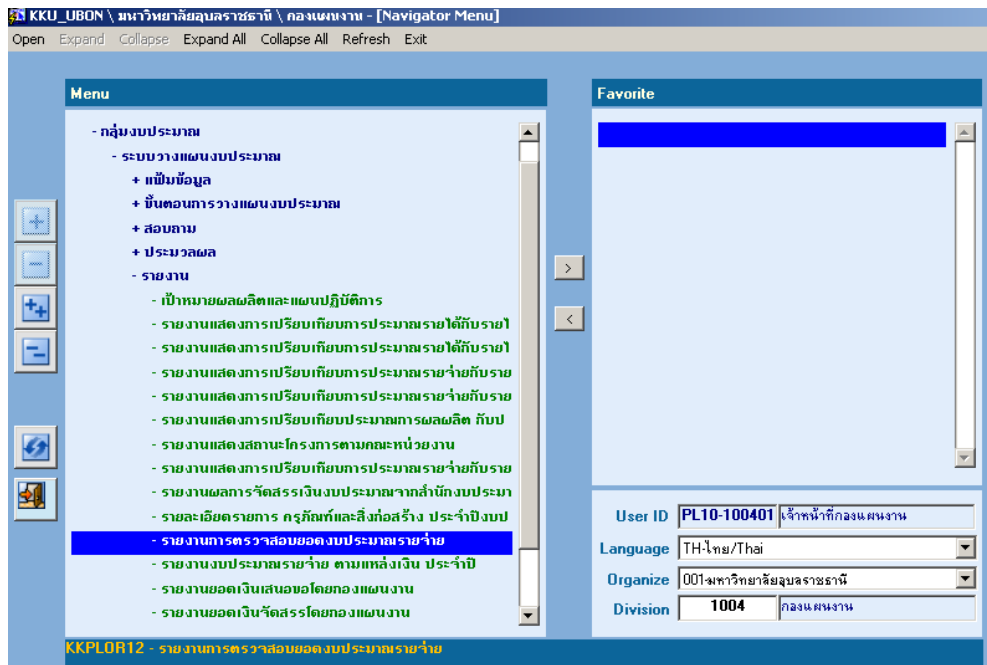 KKU_UBON \ มหาวิทยาลัยอุบลราชธานี \ กองแผนงาน - [Navigator Menu]
Open Expand Collapse Expand All Collapse All Refresh Exit
Menu
- กลุ่มงบประมาณ
- ระบบวางแผนงบประมาณ
+ แฟ้มข้อมูล
+ ขั้นตอนการวางแผนงบประมาณ
+ สอบถาม
+ ประมวลผล
- รายงาน
- เป้าหมายผลผลิตและแผนปฏิบัติการ
- รายงานแสดงการเปรียบเทียบการประมาณรายได้กับรายไ
- รายงานแสดงการเปรียบเทียบการประมาณรายได้กับรายไ
- รายงานแสดงการเปรียบเทียบการประมาณรายจ่ายกับราย
- รายงานแสดงการเปรียบเทียบการประมาณรายจ่ายกับราย
- รายงานแสดงการเปรียบเทียบประมาณการผลผลิต กับป
- รายงานแสดงสถานะโครงการตามคณะหน่วยงาน
- รายงานแสดงการเปรียบเทียบการประมาณรายจ่ายกับราย
- รายงานผลการจัดสรรเงินงบประมาณจากสำนักงบประมา
- รายละเอียดรายการ ครุภัณฑ์และสิ่งก่อสร้าง ประจำปีงบป
- รายงานการตรวจสอบยอดงบประมาณรายจ่าย
- รายงานงบประมาณรายจ่าย ตามแหล่งเงิน ประจำปี
- รายงานยอดเงินเสนอขอโดยกองแผนงาน
- รายงานยอดเงินจัดสรรโดยกองแผนงาน
KKPLOR12 - รายงานการตรวจสอบยอดงบประมาณรายจ่าย
>
<
Favorite
User ID PL10-100401 เจ้าหน้าที่กองแผนงาน
Language TH-ไทย/Thai
Organize 001-มหาวิทยาลัยอุบลราชธานี
Division 1004 กองแผนงาน